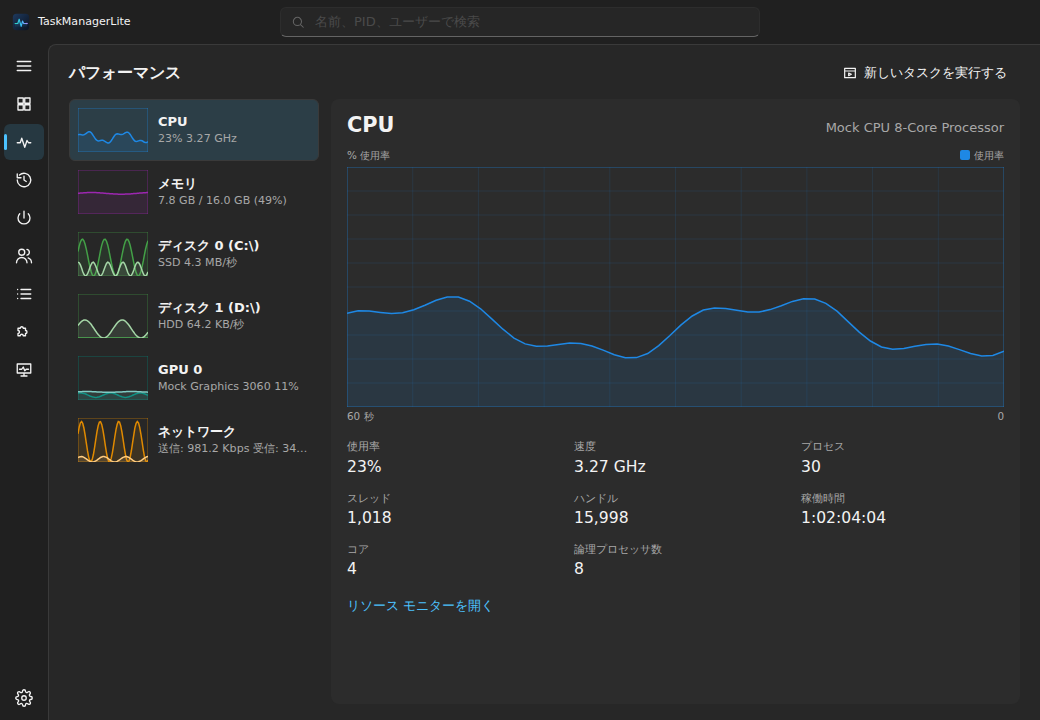 TaskManagerLite
名前、PID、ユーザーで検索
パフォーマンス
新しいタスクを実行する
CPU
23% 3.27 GHz
メモリ
7.8 GB / 16.0 GB (49%)
ディスク 0 (C:\)
SSD 4.3 MB/秒
ディスク 1 (D:\)
HDD 64.2 KB/秒
GPU 0
Mock Graphics 3060 11%
ネットワーク
送信: 981.2 Kbps 受信: 34…
CPU
Mock CPU 8-Core Processor
% 使用率
使用率
60 秒
0
使用率
速度
プロセス
23%
3.27 GHz
30
スレッド
ハンドル
稼働時間
1,018
15,998
1:02:04:04
コア
論理プロセッサ数
4
8
リソース モニターを開く